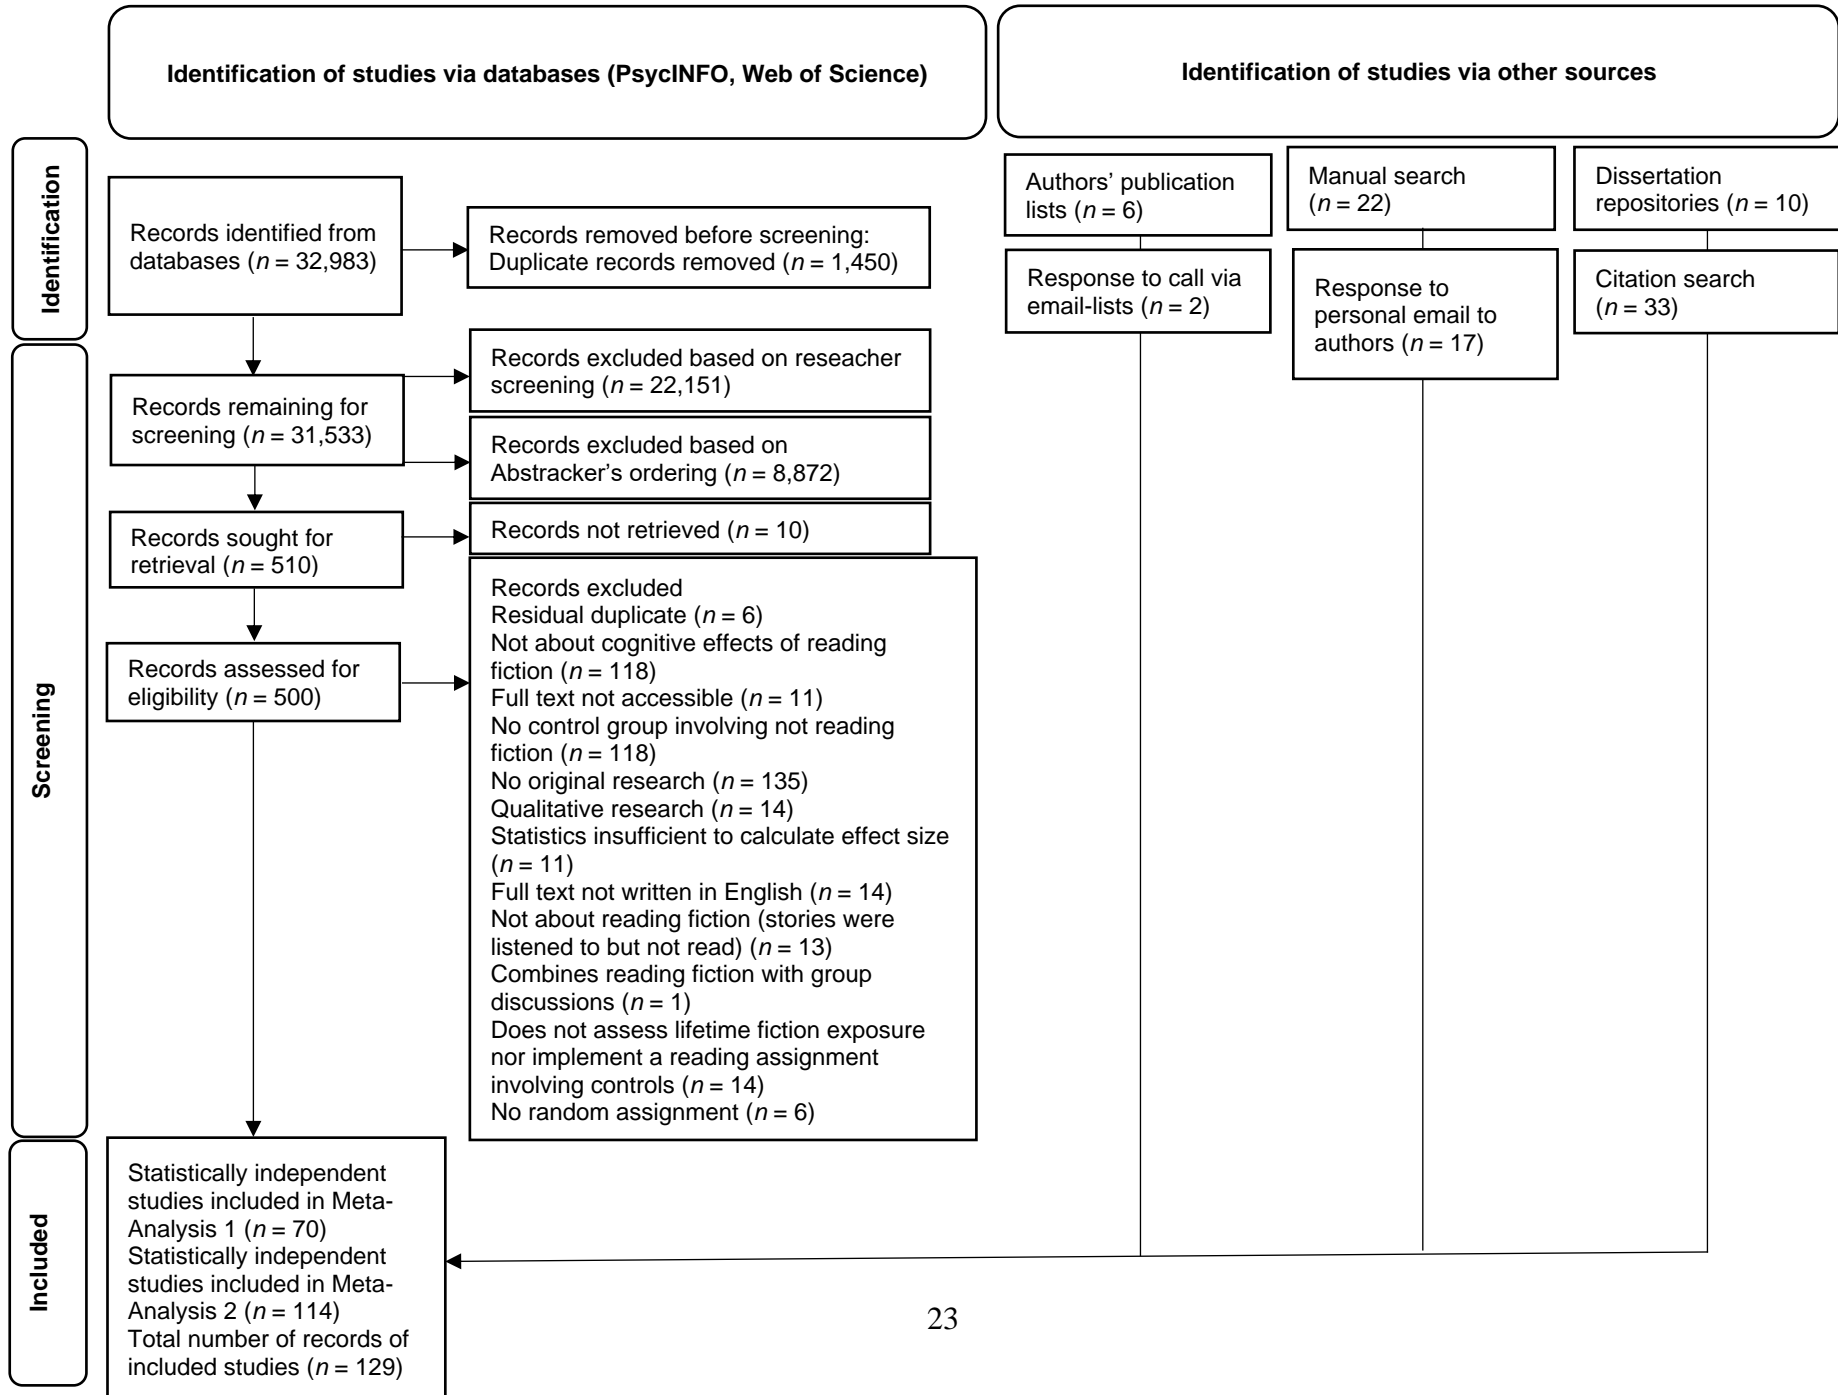 Identification of studies via databases (PsycINFO, Web of Science)
Identification of studies via other sources
Identification
Records identified from
databases (n = 32,983)
Records removed before screening:
Duplicate records removed (n = 1,450)
Authors’ publication
lists (n = 6)
Manual search
(n = 22)
Dissertation
repositories (n = 10)
Response to call via
email-lists (n = 2)
Response to
personal email to
authors (n = 17)
Citation search
(n = 33)
Screening
Records remaining for
screening (n = 31,533)
Records excluded based on reseacher
screening (n = 22,151)
Records excluded based on
Abstracker’s ordering (n = 8,872)
Records sought for
retrieval (n = 510)
Records not retrieved (n = 10)
Records assessed for
eligibility (n = 500)
Records excluded
Residual duplicate (n = 6)
Not about cognitive effects of reading
fiction (n = 118)
Full text not accessible (n = 11)
No control group involving not reading
fiction (n = 118)
No original research (n = 135)
Qualitative research (n = 14)
Statistics insufficient to calculate effect size
(n = 11)
Full text not written in English (n = 14)
Not about reading fiction (stories were
listened to but not read) (n = 13)
Combines reading fiction with group
discussions (n = 1)
Does not assess lifetime fiction exposure
nor implement a reading assignment
involving controls (n = 14)
No random assignment (n = 6)
Included
Statistically independent
studies included in Meta-
Analysis 1 (n = 70)
Statistically independent
studies included in Meta-
Analysis 2 (n = 114)
Total number of records of
included studies (n = 129)
23